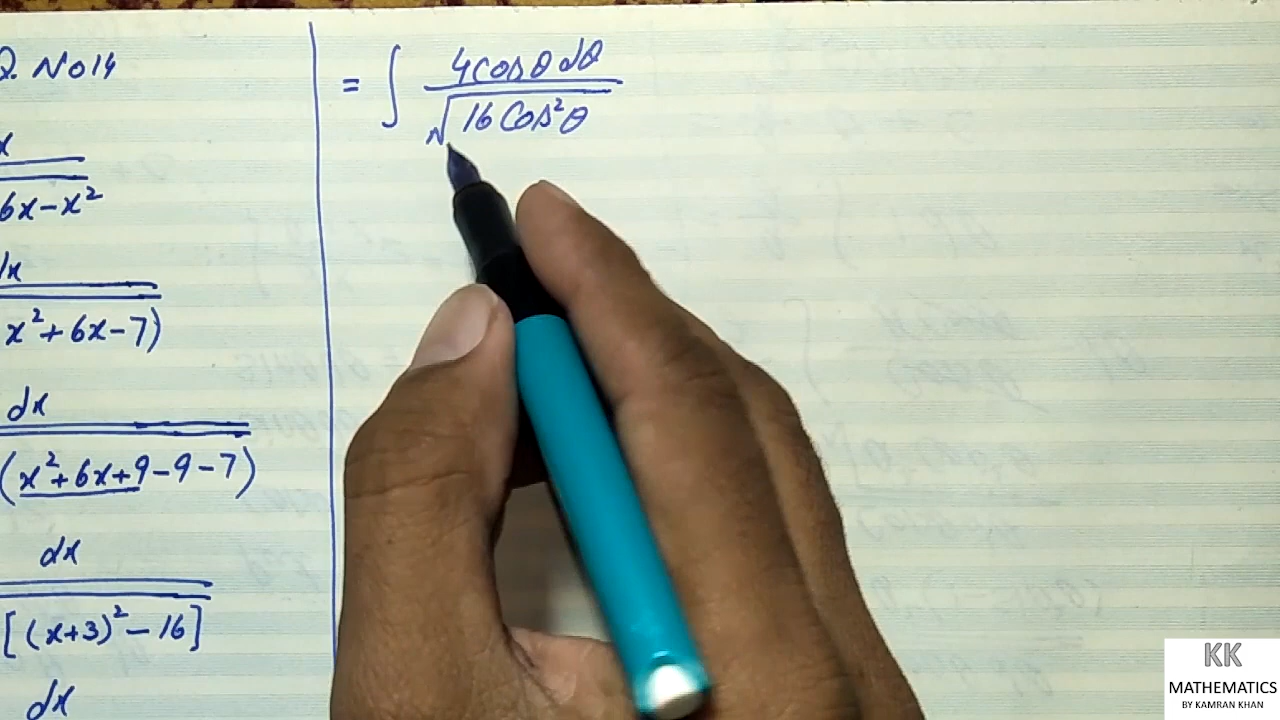 Q. No 14
x
6x-x²
dx
x²+6x-7)
dx
(x²+6x+9-9-7)
dx
[(x+3)²-16]
dx
= ∫ 4cosθ dθ
√16 Cos²θ
KK
MATHEMATICS
BY KAMRAN KHAN